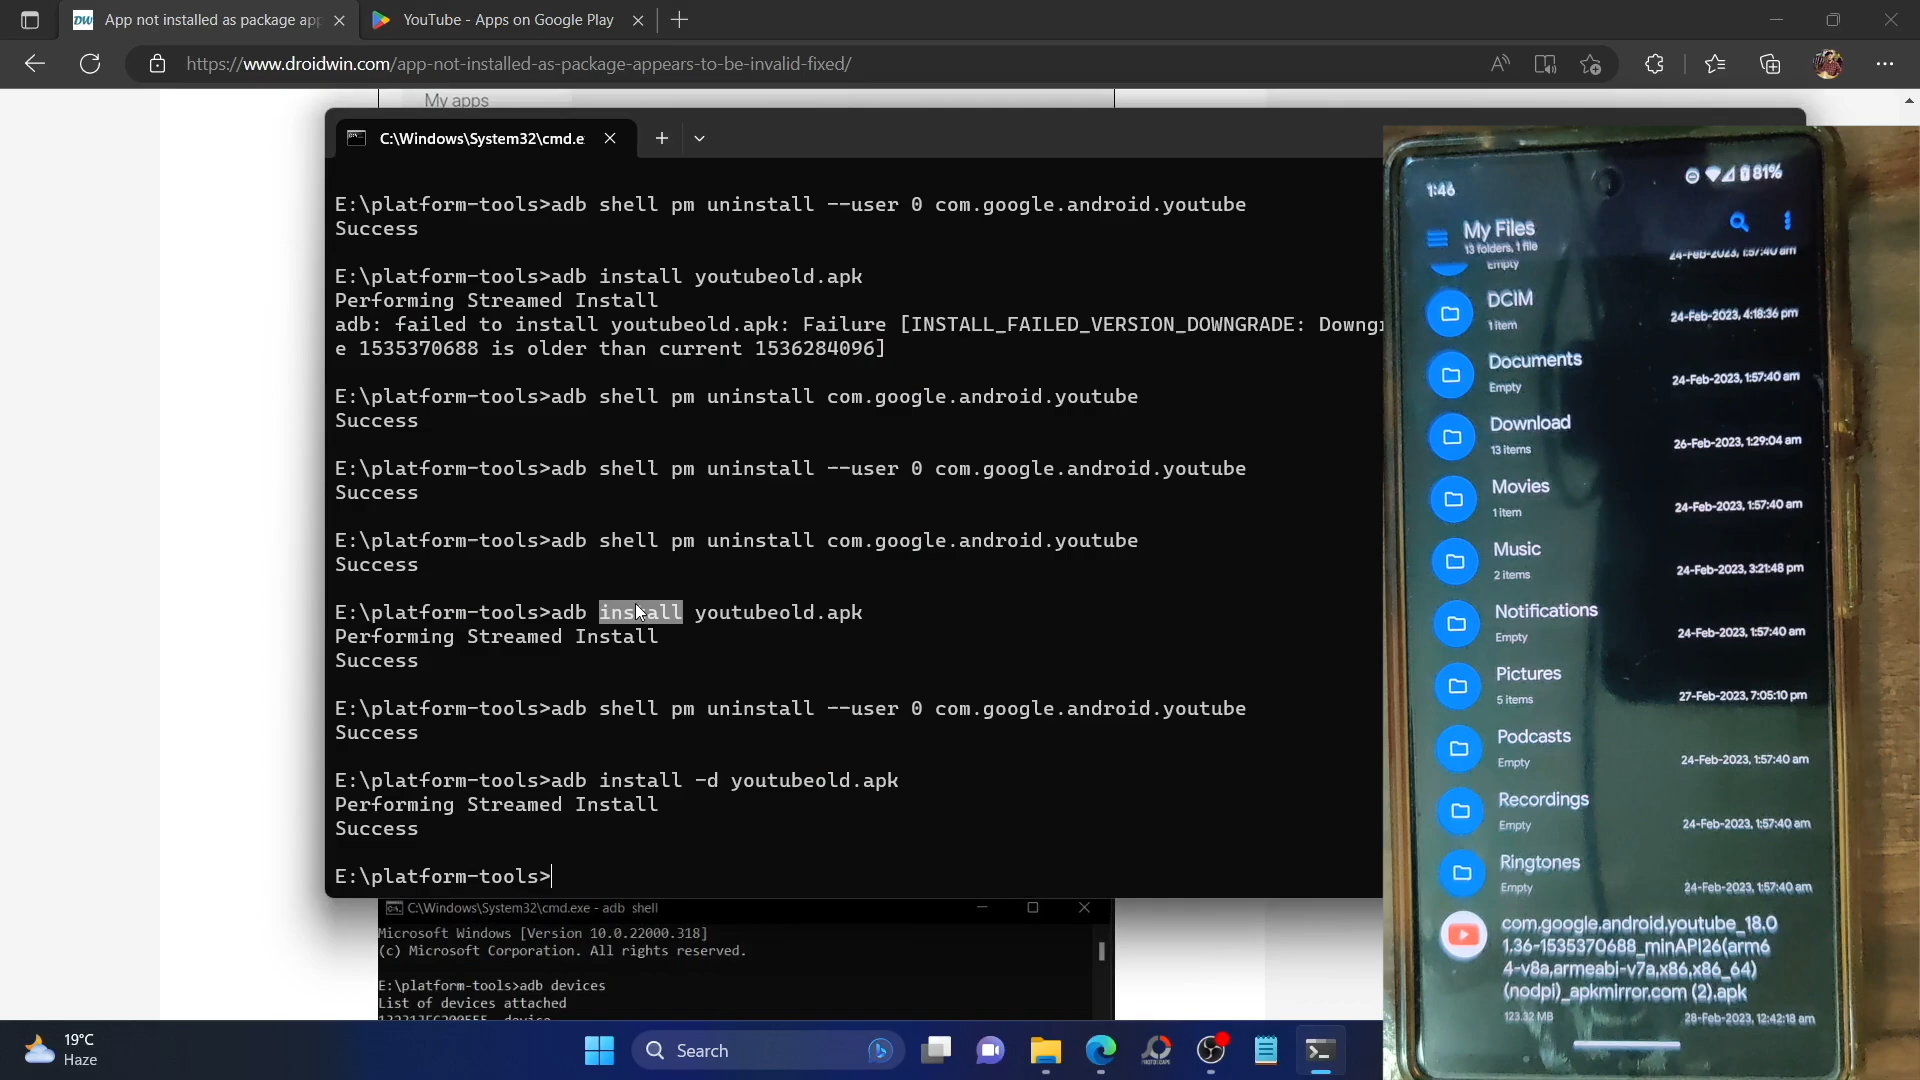 App not installed as package app
YouTube - Apps on Google Play
https://www.droidwin.com/app-not-installed-as-package-appears-to-be-invalid-fixed/
My apps
C:\Windows\System32\cmd.e
E:\platform-tools>adb shell pm uninstall --user 0 com.google.android.youtube
Success
E:\platform-tools>adb install youtubeold.apk
Performing Streamed Install
adb: failed to install youtubeold.apk: Failure [INSTALL_FAILED_VERSION_DOWNGRADE: Downgr
e 1535370688 is older than current 1536284096]
E:\platform-tools>adb shell pm uninstall com.google.android.youtube
Success
E:\platform-tools>adb shell pm uninstall --user 0 com.google.android.youtube
Success
E:\platform-tools>adb shell pm uninstall com.google.android.youtube
Success
E:\platform-tools>adb install youtubeold.apk
Performing Streamed Install
Success
E:\platform-tools>adb shell pm uninstall --user 0 com.google.android.youtube
Success
E:\platform-tools>adb install -d youtubeold.apk
Performing Streamed Install
Success
E:\platform-tools>
C:\Windows\System32\cmd.exe - adb shell
Microsoft Windows [Version 10.0.22000.318]
(c) Microsoft Corporation. All rights reserved.
E:\platform-tools>adb devices
List of devices attached
1:46
81%
My Files
13 folders, 1 file
Empty
24-Feb-2023, 1:57:40 am
DCIM
1 item
24-Feb-2023, 4:18:36 pm
Documents
Empty
24-Feb-2023, 1:57:40 am
Download
13 items
26-Feb-2023, 1:29:04 am
Movies
1 item
24-Feb-2023, 1:57:40 am
Music
2 items
24-Feb-2023, 3:21:48 pm
Notifications
Empty
24-Feb-2023, 1:57:40 am
Pictures
5 items
27-Feb-2023, 7:05:10 pm
Podcasts
Empty
24-Feb-2023, 1:57:40 am
Recordings
Empty
24-Feb-2023, 1:57:40 am
Ringtones
Empty
24-Feb-2023, 1:57:40 am
com.google.android.youtube_18.0
1.36-1535370688_minAPI26(arm6
4-v8a,armeabi-v7a,x86,x86_64)
(nodpi)_apkmirror.com (2).apk
123.32 MB
28-Feb-2023, 12:42:18 am
19°C
Haze
Search